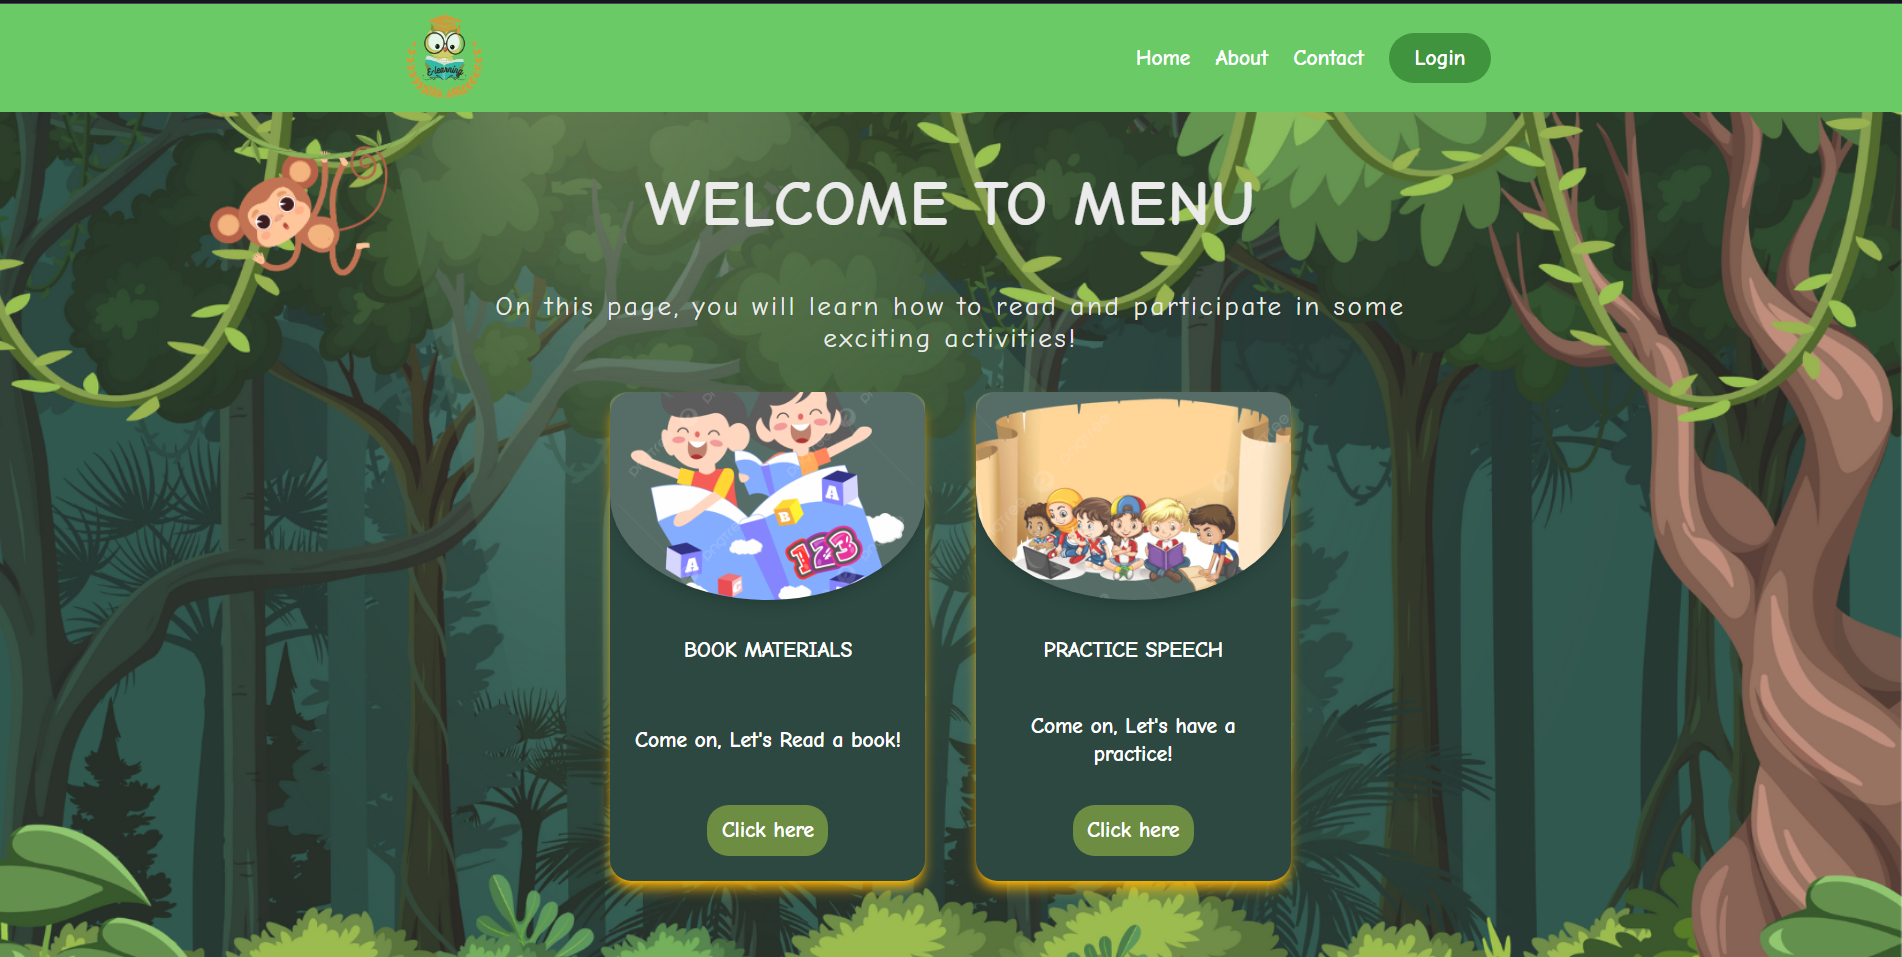 E-learning
Home About Contact Login
WELCOME TO MENU
On this page, you will learn how to read and participate in some
exciting activities!
A
B
123
A
C
BOOK MATERIALS
PRACTICE SPEECH
Come on, Let's Read a book!
Come on, Let's have a
practice!
Click here
Click here